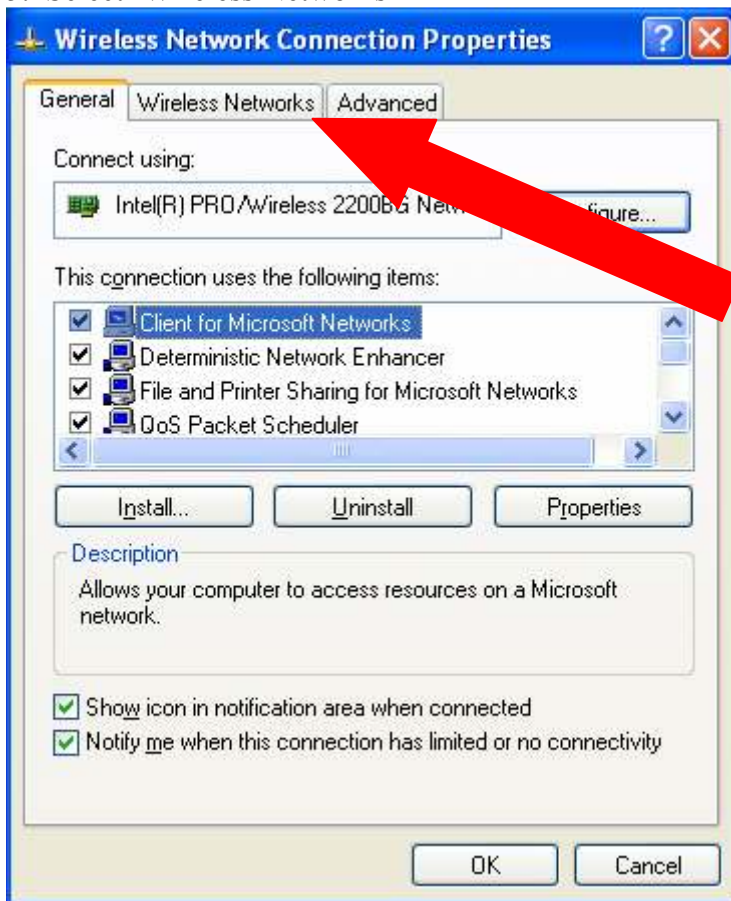 Wireless Network Connection Properties
General Wireless Networks Advanced
Connect using:
Intel(R) PRO/Wireless 2200BG
This connection uses the following items:
Client for Microsoft Networks
Deterministic Network Enhancer
File and Printer Sharing for Microsoft Networks
QoS Packet Scheduler
Install... Uninstall Properties
Description
Allows your computer to access resources on a Microsoft
network.
Show icon in notification area when connected
Notify me when this connection has limited or no connectivity
OK Cancel